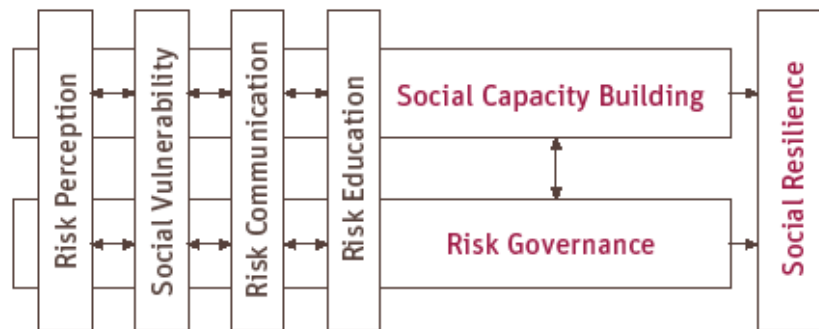 Risk Perception
Social Vulnerability
Risk Communication
Risk Education
Social Capacity Building
Risk Governance
Social Resilience